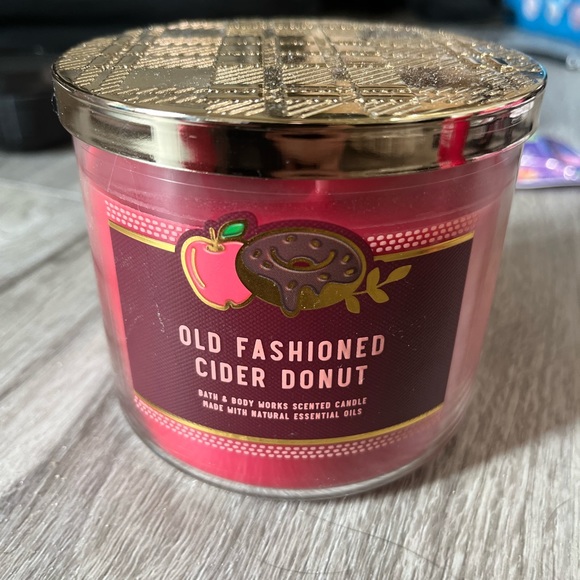 OLD FASHIONED
CIDER DONUT
BATH & BODY WORKS SCENTED CANDLE
MADE WITH NATURAL ESSENTIAL OILS